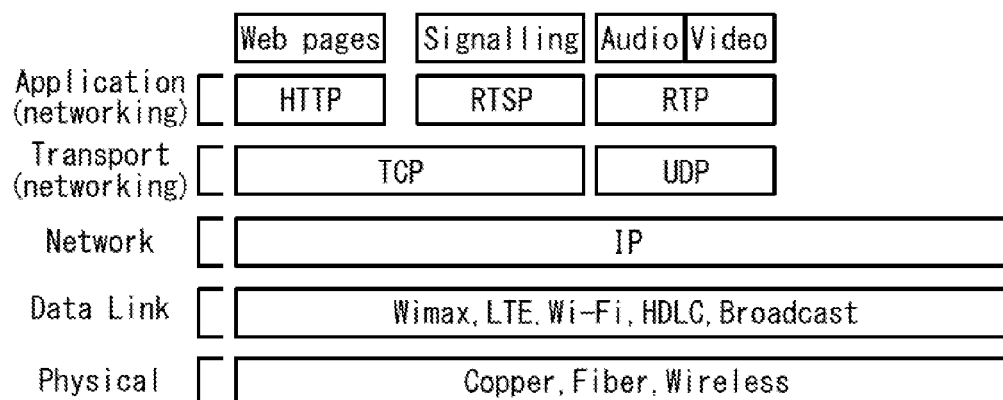 Web pages Signalling Audio Video
Application
(networking)
HTTP RTSP RTP
Transport
(networking)
TCP UDP
Network IP
Data Link Wimax, LTE, Wi-Fi, HDLC, Broadcast
Physical Copper, Fiber, Wireless